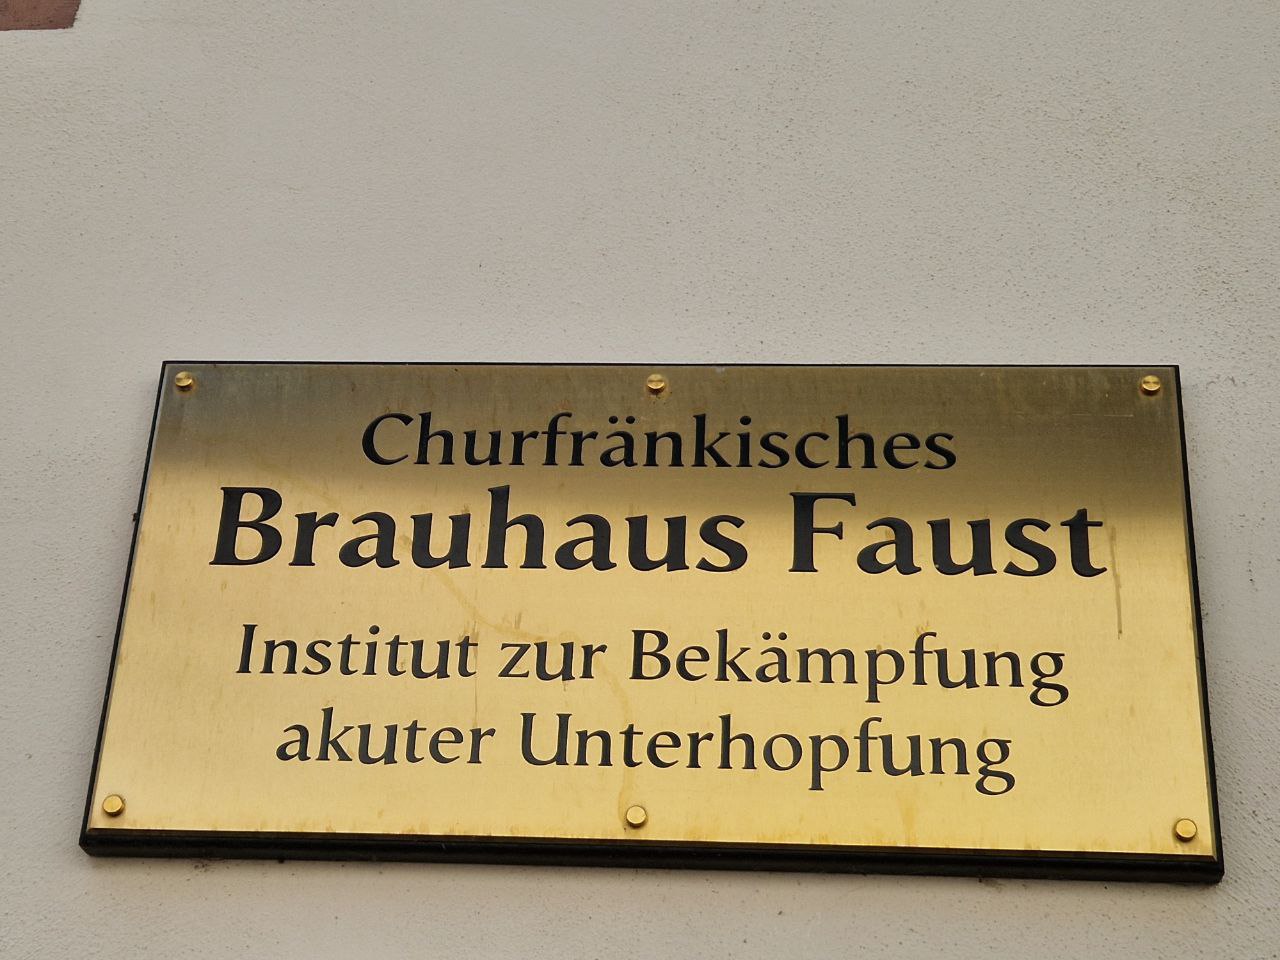 Churfränkisches
Brauhaus Faust
Institut zur Bekämpfung
akuter Unterhopfung